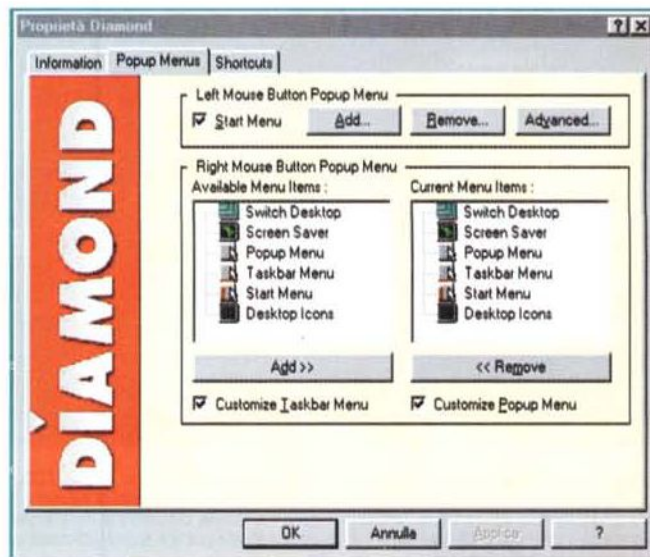 Proprietà Diamond
Information Popup Menus Shortcuts
DIAMOND
Left Mouse Button Popup Menu
Start Menu Add... Remove... Advanced...
Right Mouse Button Popup Menu
Available Menu Items : Current Menu Items :
Switch Desktop Switch Desktop
Screen Saver Screen Saver
Popup Menu Popup Menu
Taskbar Menu Taskbar Menu
Start Menu Start Menu
Desktop Icons Desktop Icons
Add >> << Remove
Customize Taskbar Menu Customize Popup Menu
OK Annulla Applica ?